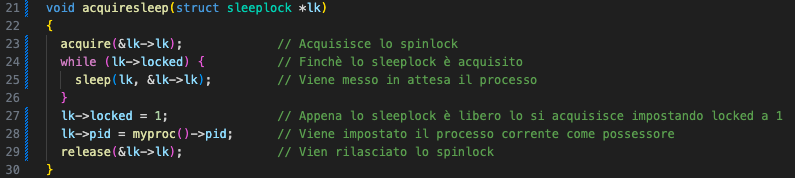 21 void acquiresleep(struct sleeplock *lk)
22 {
23   acquire(&lk->lk);             // Acquisisce lo spinlock
24   while (lk->locked) {          // Finchè lo sleeplock è acquisito
25     sleep(lk, &lk->lk);         // Viene messo in attesa il processo
26   }
27   lk->locked = 1;               // Appena lo sleeplock è libero lo si acquisisce impostando locked a 1
28   lk->pid = myproc()->pid;      // Viene impostato il processo corrente come possessore
29   release(&lk->lk);             // Vien rilasciato lo spinlock
30 }